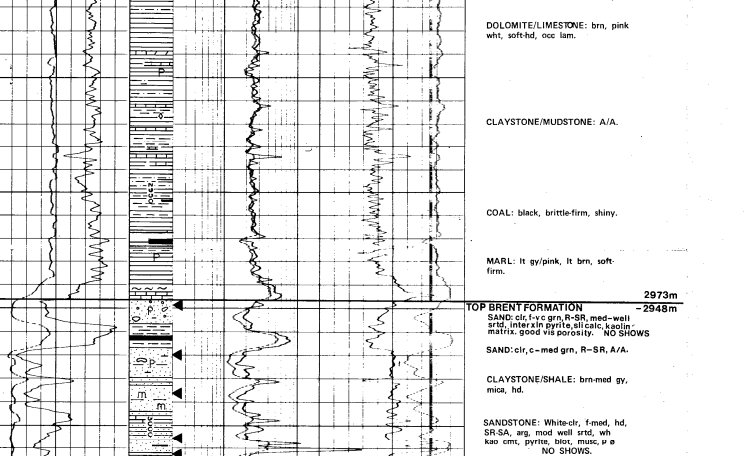 DOLOMITE/LIMESTONE: brn, pink
wht, soft-hd, occ lam.
P
CLAYSTONE/MUDSTONE: A/A.
COAL: black, brittle-firm, shiny.
P
MARL: lt gy/pink, lt brn, soft-
firm.
2973m
TOP BRENT FORMATION -2948m
P
SAND: clr, f-vc grn, R-SR, med-well
srtd, interxln pyrite, sli calc, kaolin-
matrix. good vis porosity. NO SHOWS
SAND: clr, c-med grn, R-SR, A/A.
P
CLAYSTONE/SHALE: brn-med gy,
mica, hd.
m
m
SANDSTONE: White-clr, f-med, hd,
SR-SA, arg, mod well srtd, wh
kao cmt, pyrite, biot, musc, p ø
NO SHOWS.